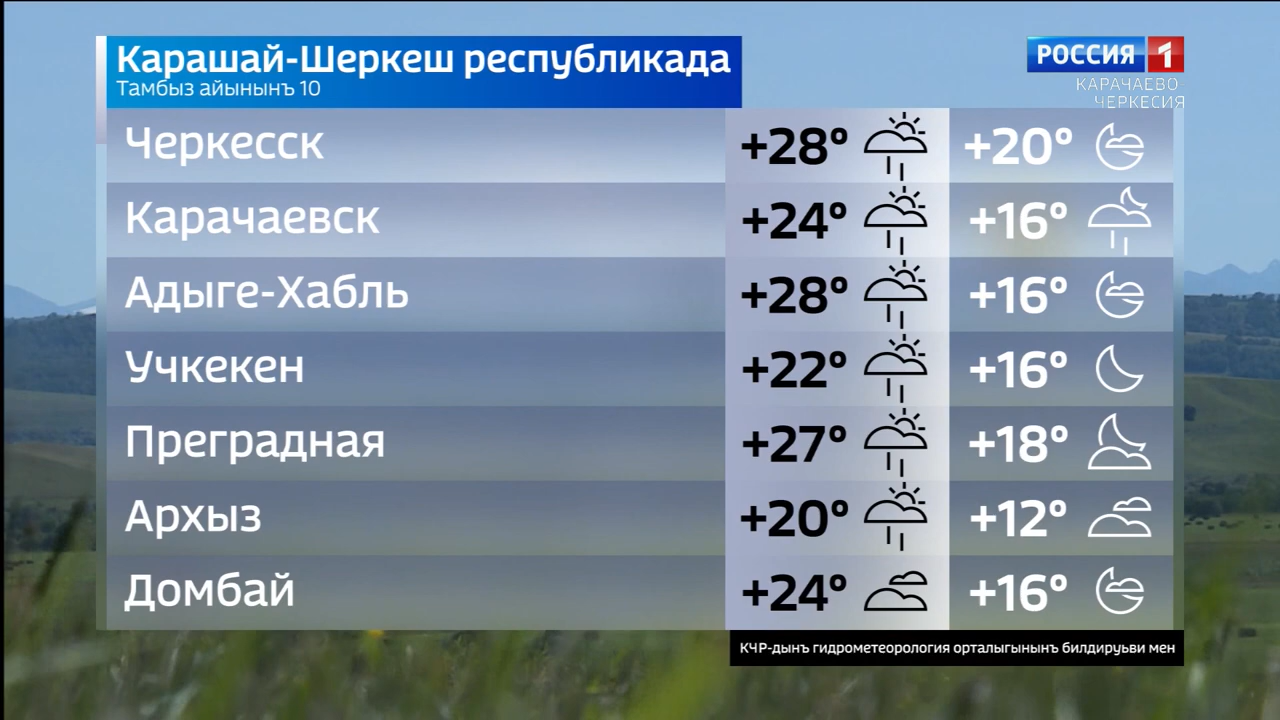 Карашай-Шеркеш республикада
Тамбыз айынынъ 10
РОССИЯ 1
КАРАЧАЕВО
ЧЕРКЕСИЯ
Черкесск +28° +20°
Карачаевск +24° +16°
Адыге-Хабль +28° +16°
Учкекен +22° +16°
Преградная +27° +18°
Архыз +20° +12°
Домбай +24° +16°
КЧР-дынъ гидрометеорология орталыгынынъ билдируьви мен